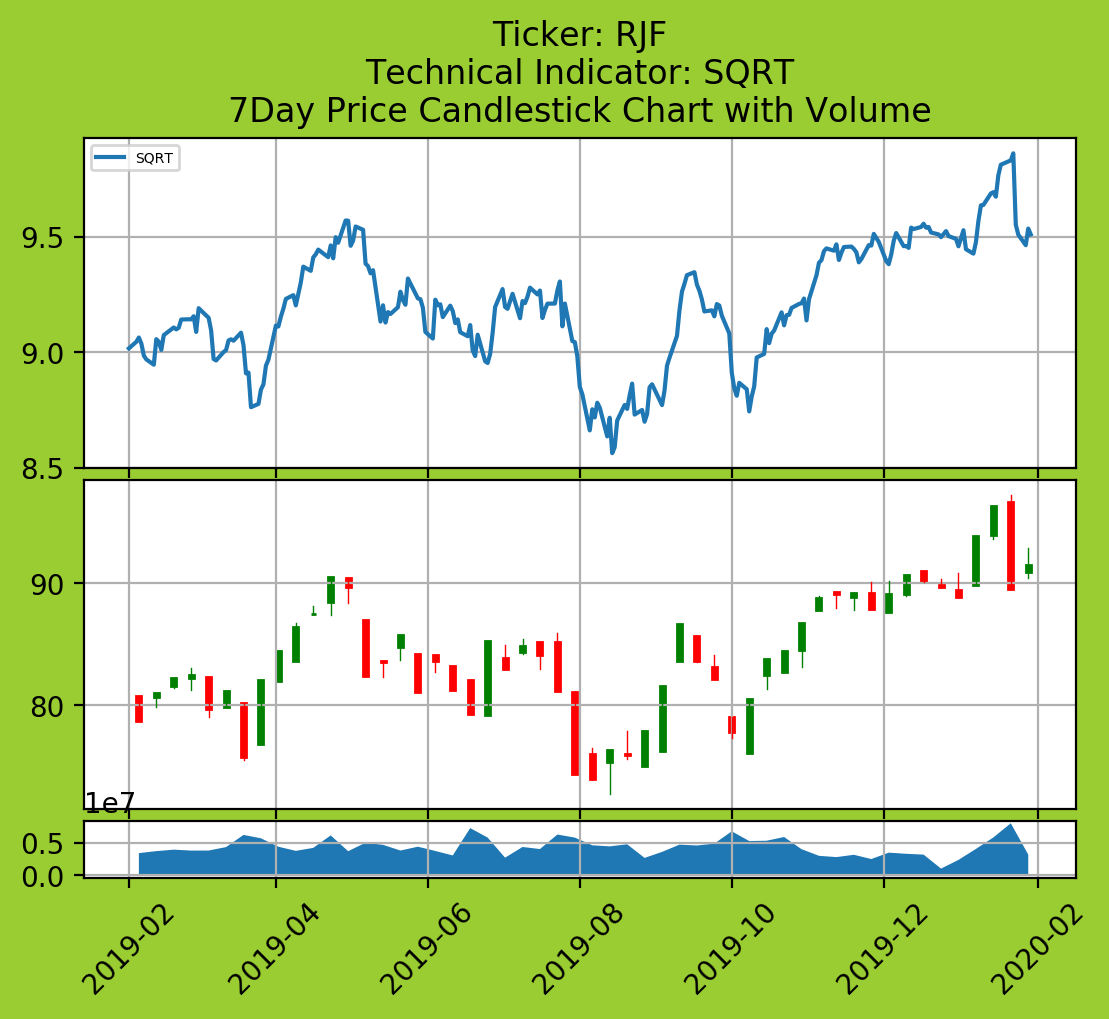 Ticker: RJF
Technical Indicator: SQRT
7Day Price Candlestick Chart with Volume
SQRT
9.5
9.0
8.5
90
80
1e7
0.5
0.0
2019-02
2019-04
2019-06
2019-08
2019-10
2019-12
2020-02